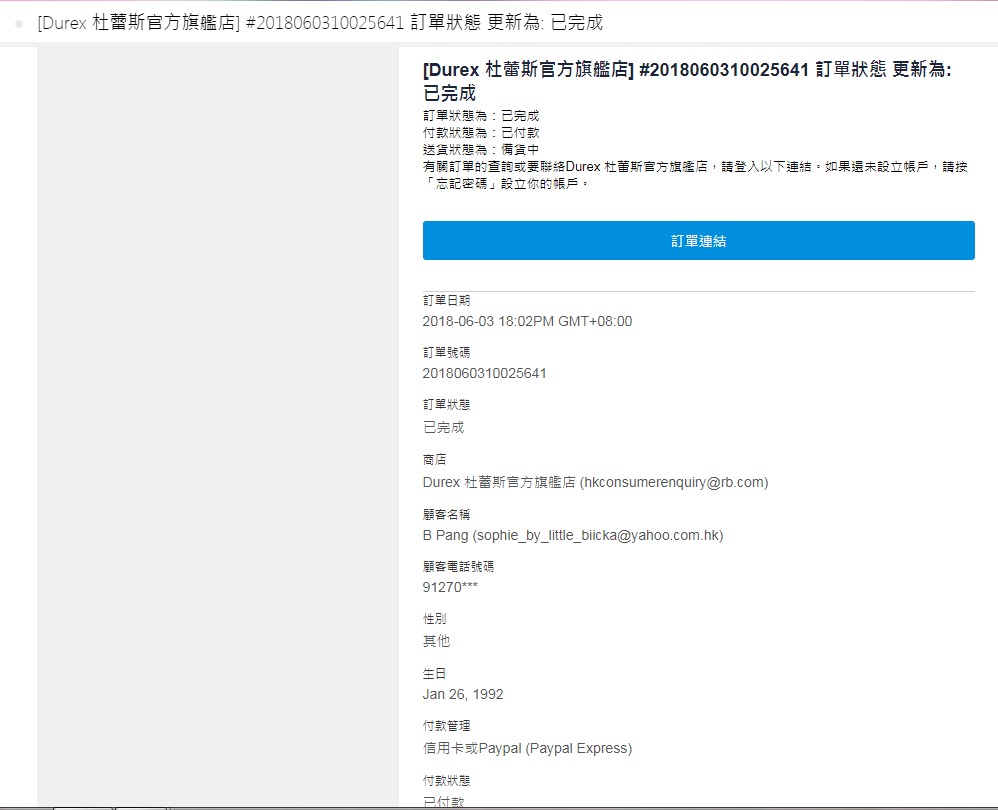 [Durex 杜蕾斯官方旗艦店] #2018060310025641 訂單狀態 更新為: 已完成
[Durex 杜蕾斯官方旗艦店] #2018060310025641 訂單狀態 更新為:
已完成
訂單狀態為：已完成
付款狀態為：已付款
送貨狀態為：備貨中
有關訂單的查詢或要聯絡Durex 杜蕾斯官方旗艦店，請登入以下連結。如果還未設立帳戶，請按
「忘記密碼」設立你的帳戶。
訂單連結
訂單日期
2018-06-03 18:02PM GMT+08:00
訂單號碼
2018060310025641
訂單狀態
已完成
商店
Durex 杜蕾斯官方旗艦店 (hkconsumerenquiry@rb.com)
顧客名稱
B Pang (sophie_by_little_biicka@yahoo.com.hk)
顧客電話號碼
91270***
性別
其他
生日
Jan 26, 1992
付款管理
信用卡或Paypal (Paypal Express)
付款狀態
已付款